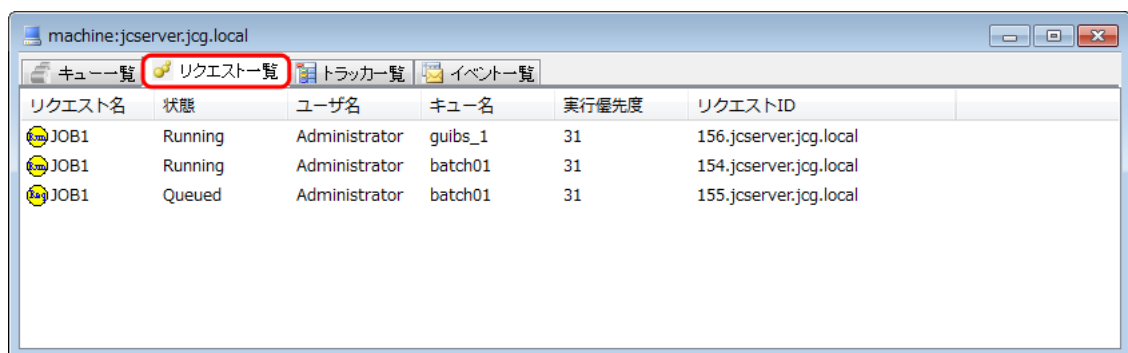 machine:jcserver.jcg.local
キュー一覧 リクエスト一覧 トラッカ一覧 イベント一覧
リクエスト名 状態 ユーザ名 キュー名 実行優先度 リクエストID
JOB1 Running Administrator guibs_1 31 156.jcserver.jcg.local
JOB1 Running Administrator batch01 31 154.jcserver.jcg.local
JOB1 Queued Administrator batch01 31 155.jcserver.jcg.local